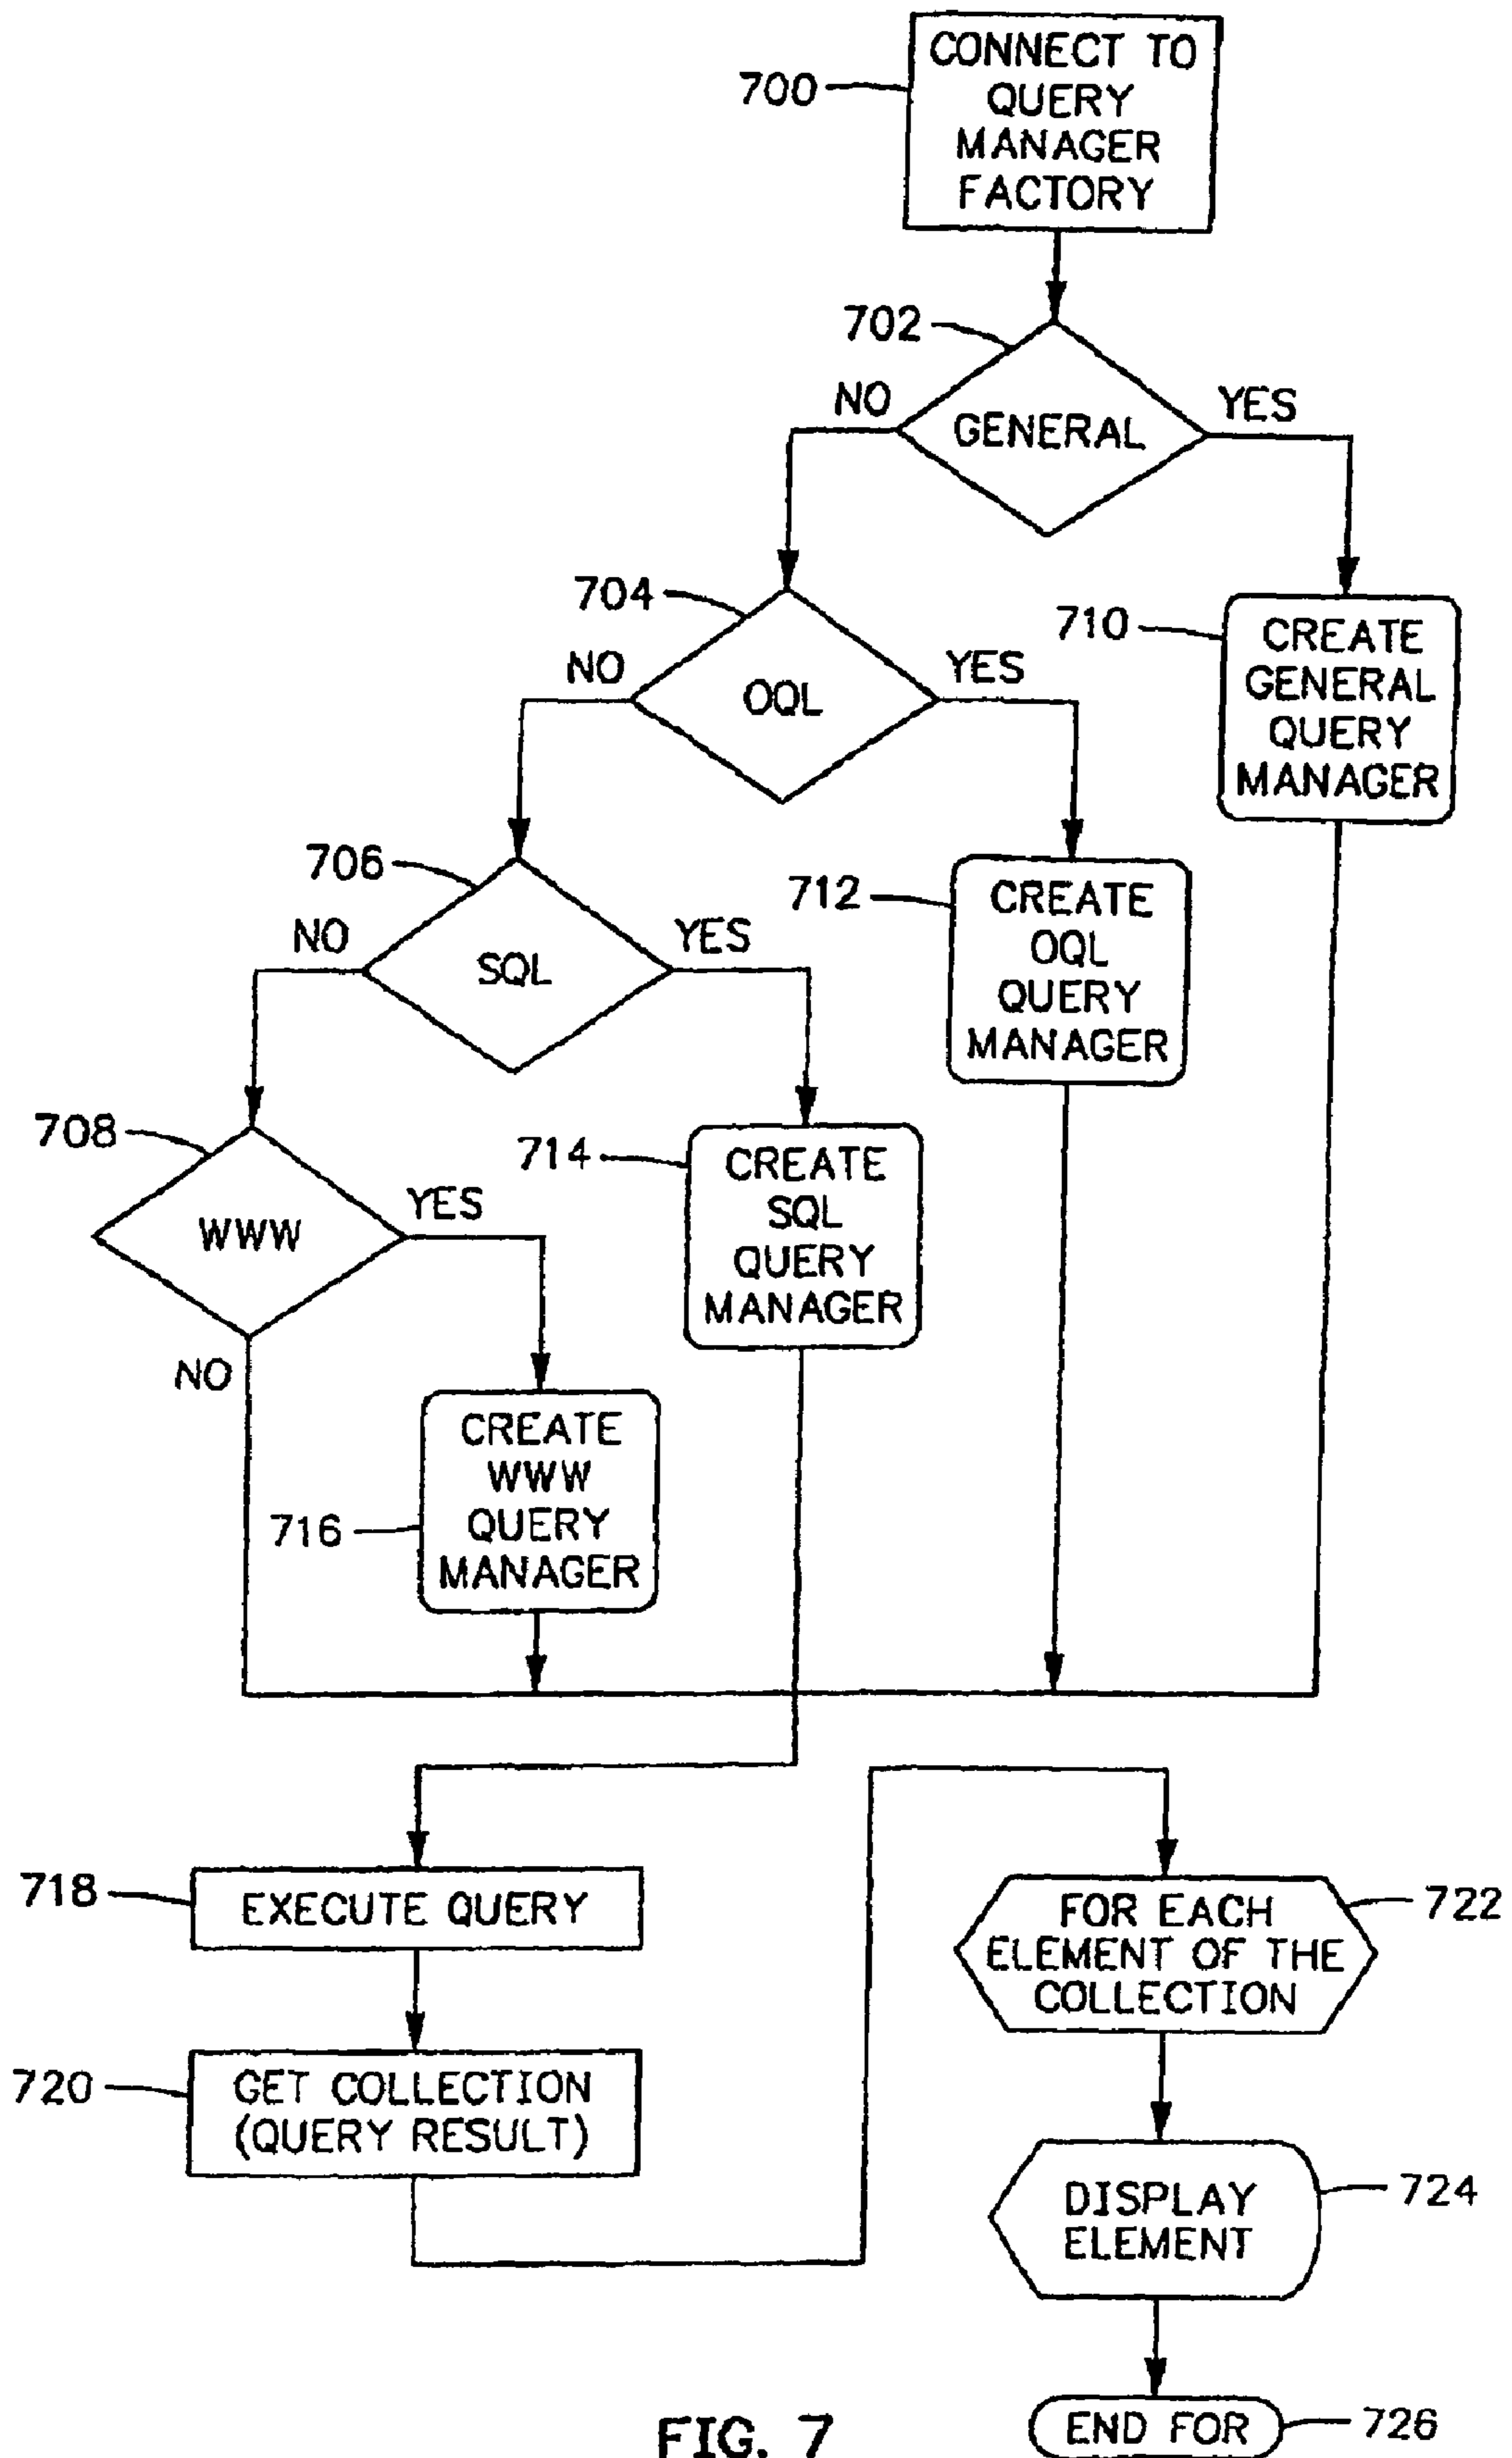 700
CONNECT TO
QUERY
MANAGER
FACTORY
702
NO
GENERAL
YES
704
NO
OQL
YES
710
CREATE
GENERAL
QUERY
MANAGER
706
NO
SQL
YES
712
CREATE
OQL
QUERY
MANAGER
708
WWW
YES
NO
714
CREATE
SQL
QUERY
MANAGER
716
CREATE
WWW
QUERY
MANAGER
718
EXECUTE QUERY
720
GET COLLECTION
(QUERY RESULT)
FOR EACH
ELEMENT OF THE
COLLECTION
722
DISPLAY
ELEMENT
724
END FOR
726
FIG. 7